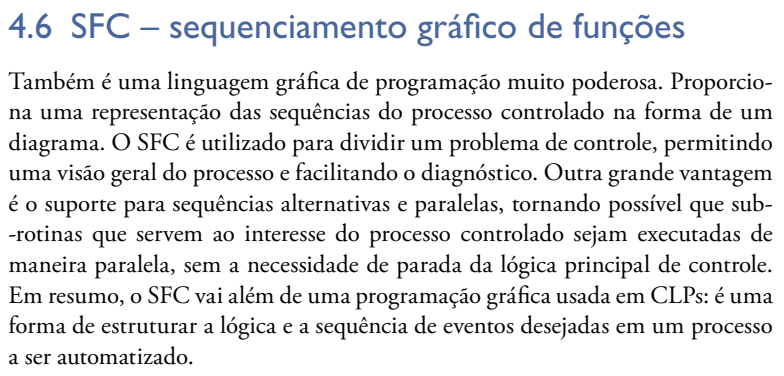 4.6 SFC – sequenciamento gráfico de funções
Também é uma linguagem gráfica de programação muito poderosa. Proporcio-
na uma representação das sequências do processo controlado na forma de um
diagrama. O SFC é utilizado para dividir um problema de controle, permitindo
uma visão geral do processo e facilitando o diagnóstico. Outra grande vantagem
é o suporte para sequências alternativas e paralelas, tornando possível que sub-
-rotinas que servem ao interesse do processo controlado sejam executadas de
maneira paralela, sem a necessidade de parada da lógica principal de controle.
Em resumo, o SFC vai além de uma programação gráfica usada em CLPs: é uma
forma de estruturar a lógica e a sequência de eventos desejadas em um processo
a ser automatizado.